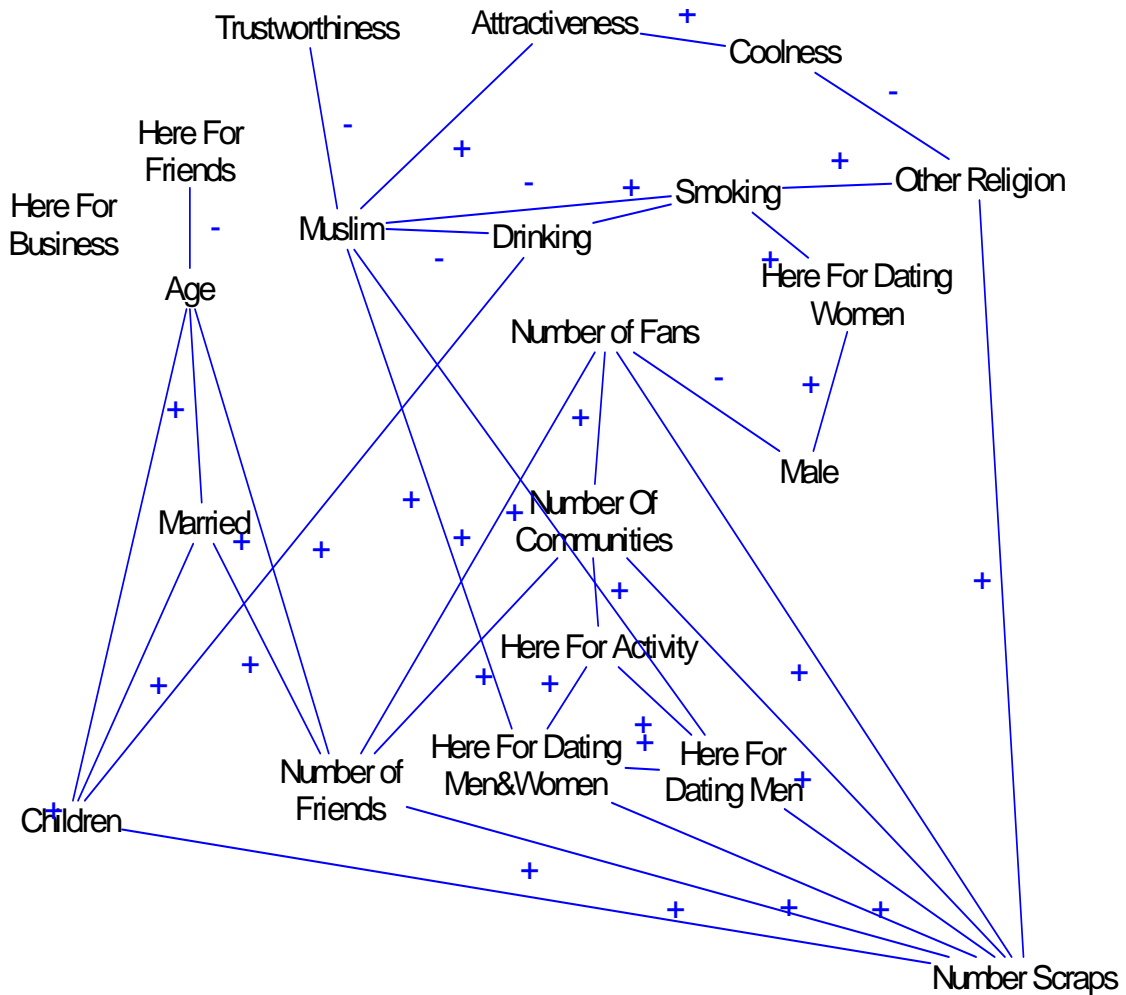 Trustworthiness
Attractiveness
+
Coolness
-
Here For
Friends
-
+
+
-
+
Smoking
Other Religion
Here For
Business
Muslim
Drinking
-
-
+
Here For Dating
Women
Age
Number of Fans
-
+
+
+
Male
Married
+
+
+
+
+
Number Of
Communities
+
+
Here For Activity
+
+
+
+
+
+
+
Here For Dating
Men&Women
Here For
Dating Men
+
Number of
Friends
+
Children
+
+
+
+
Number Scraps